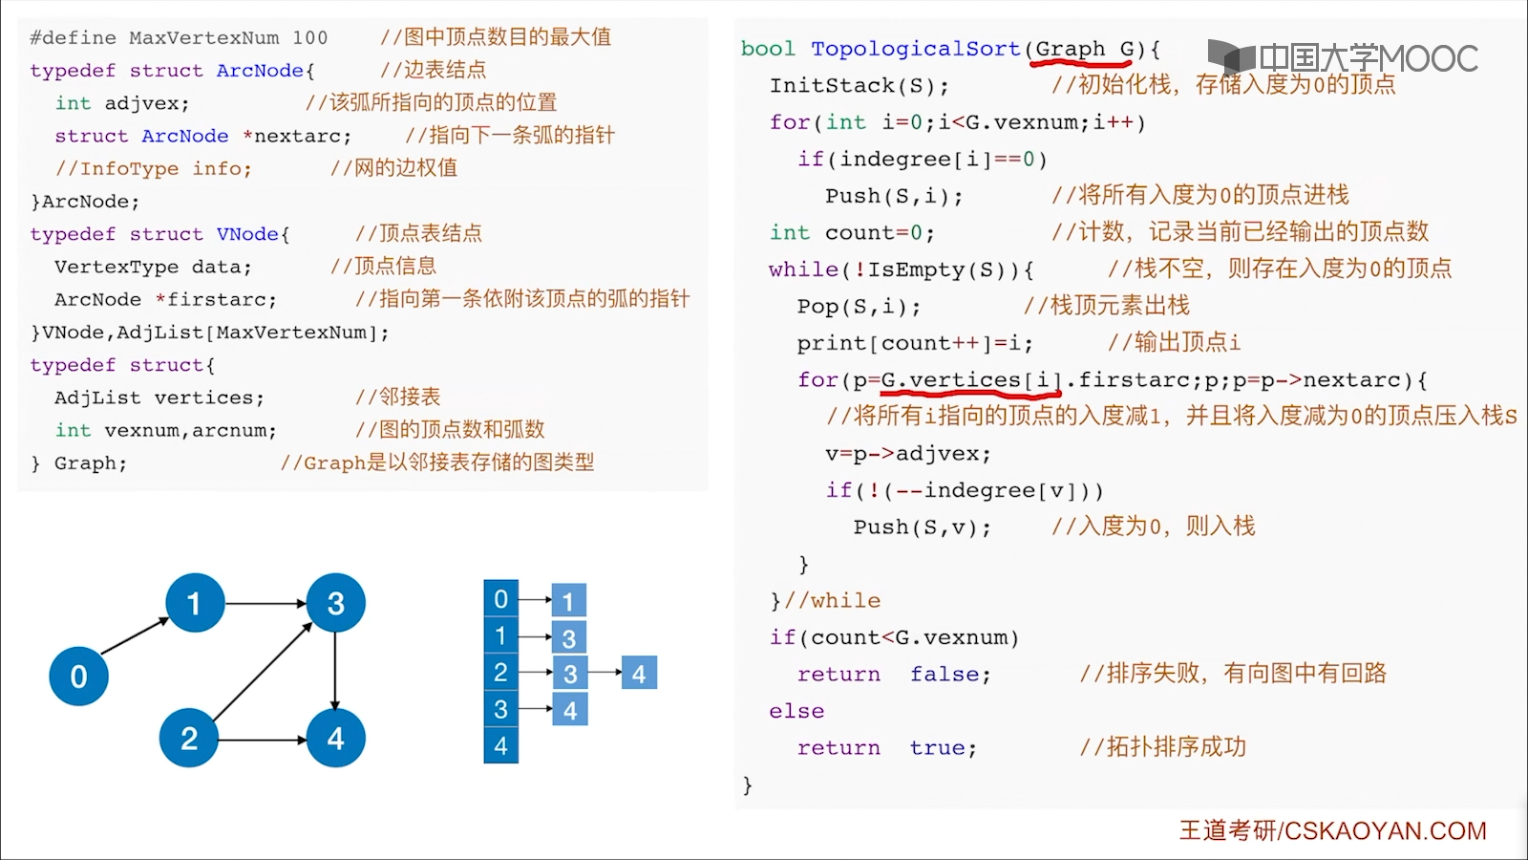 #define MaxVertexNum 100 //图中顶点数目的最大值
typedef struct ArcNode{ //边表结点
int adjvex; //该弧所指向的顶点的位置
struct ArcNode *nextarc; //指向下一条弧的指针
//InfoType info; //网的边权值
}ArcNode;
typedef struct VNode{ //顶点表结点
VertexType data; //顶点信息
ArcNode *firstarc; //指向第一条依附该顶点的弧的指针
}VNode,AdjList[MaxVertexNum];
typedef struct{
AdjList vertices; //邻接表
int vexnum,arcnum; //图的顶点数和弧数
} Graph; //Graph是以邻接表存储的图类型
1
3
0
2
4
0 1
1 3
2 3 4
3 4
4
中国大学MOOC
bool TopologicalSort(Graph G){
InitStack(S); //初始化栈，存储入度为0的顶点
for(int i=0;i<G.vexnum;i++)
if(indegree[i]==0)
Push(S,i); //将所有入度为0的顶点进栈
int count=0; //计数，记录当前已经输出的顶点数
while(!IsEmpty(S)){ //栈不空，则存在入度为0的顶点
Pop(S,i); //栈顶元素出栈
print[count++]=i; //输出顶点i
for(p=G.vertices[i].firstarc;p;p=p->nextarc){
//将所有i指向的顶点的入度减1，并且将入度减为0的顶点压入栈S
v=p->adjvex;
if(!(--indegree[v]))
Push(S,v); //入度为0，则入栈
}
}//while
if(count<G.vexnum)
return false; //排序失败，有向图中有回路
else
return true; //拓扑排序成功
}
王道考研/CSKAOYAN.COM